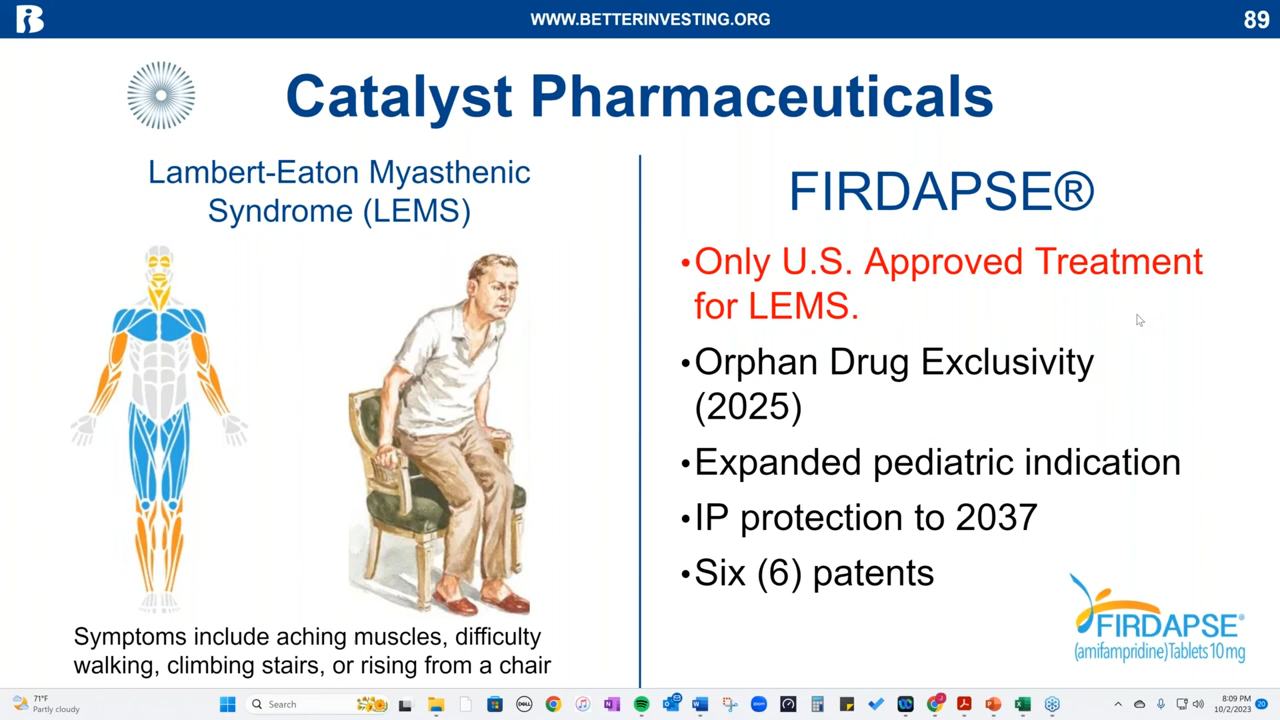 WWW.BETTERINVESTING.ORG
89
Catalyst Pharmaceuticals
Lambert-Eaton Myasthenic
Syndrome (LEMS)
Symptoms include aching muscles, difficulty
walking, climbing stairs, or rising from a chair
FIRDAPSE®
•Only U.S. Approved Treatment
for LEMS.
•Orphan Drug Exclusivity
(2025)
•Expanded pediatric indication
•IP protection to 2037
•Six (6) patents
FIRDAPSE®
(amifampridine) Tablets 10 mg
71°F
Partly cloudy
Search
DELL
zoom
8:09 PM
10/2/2023
20